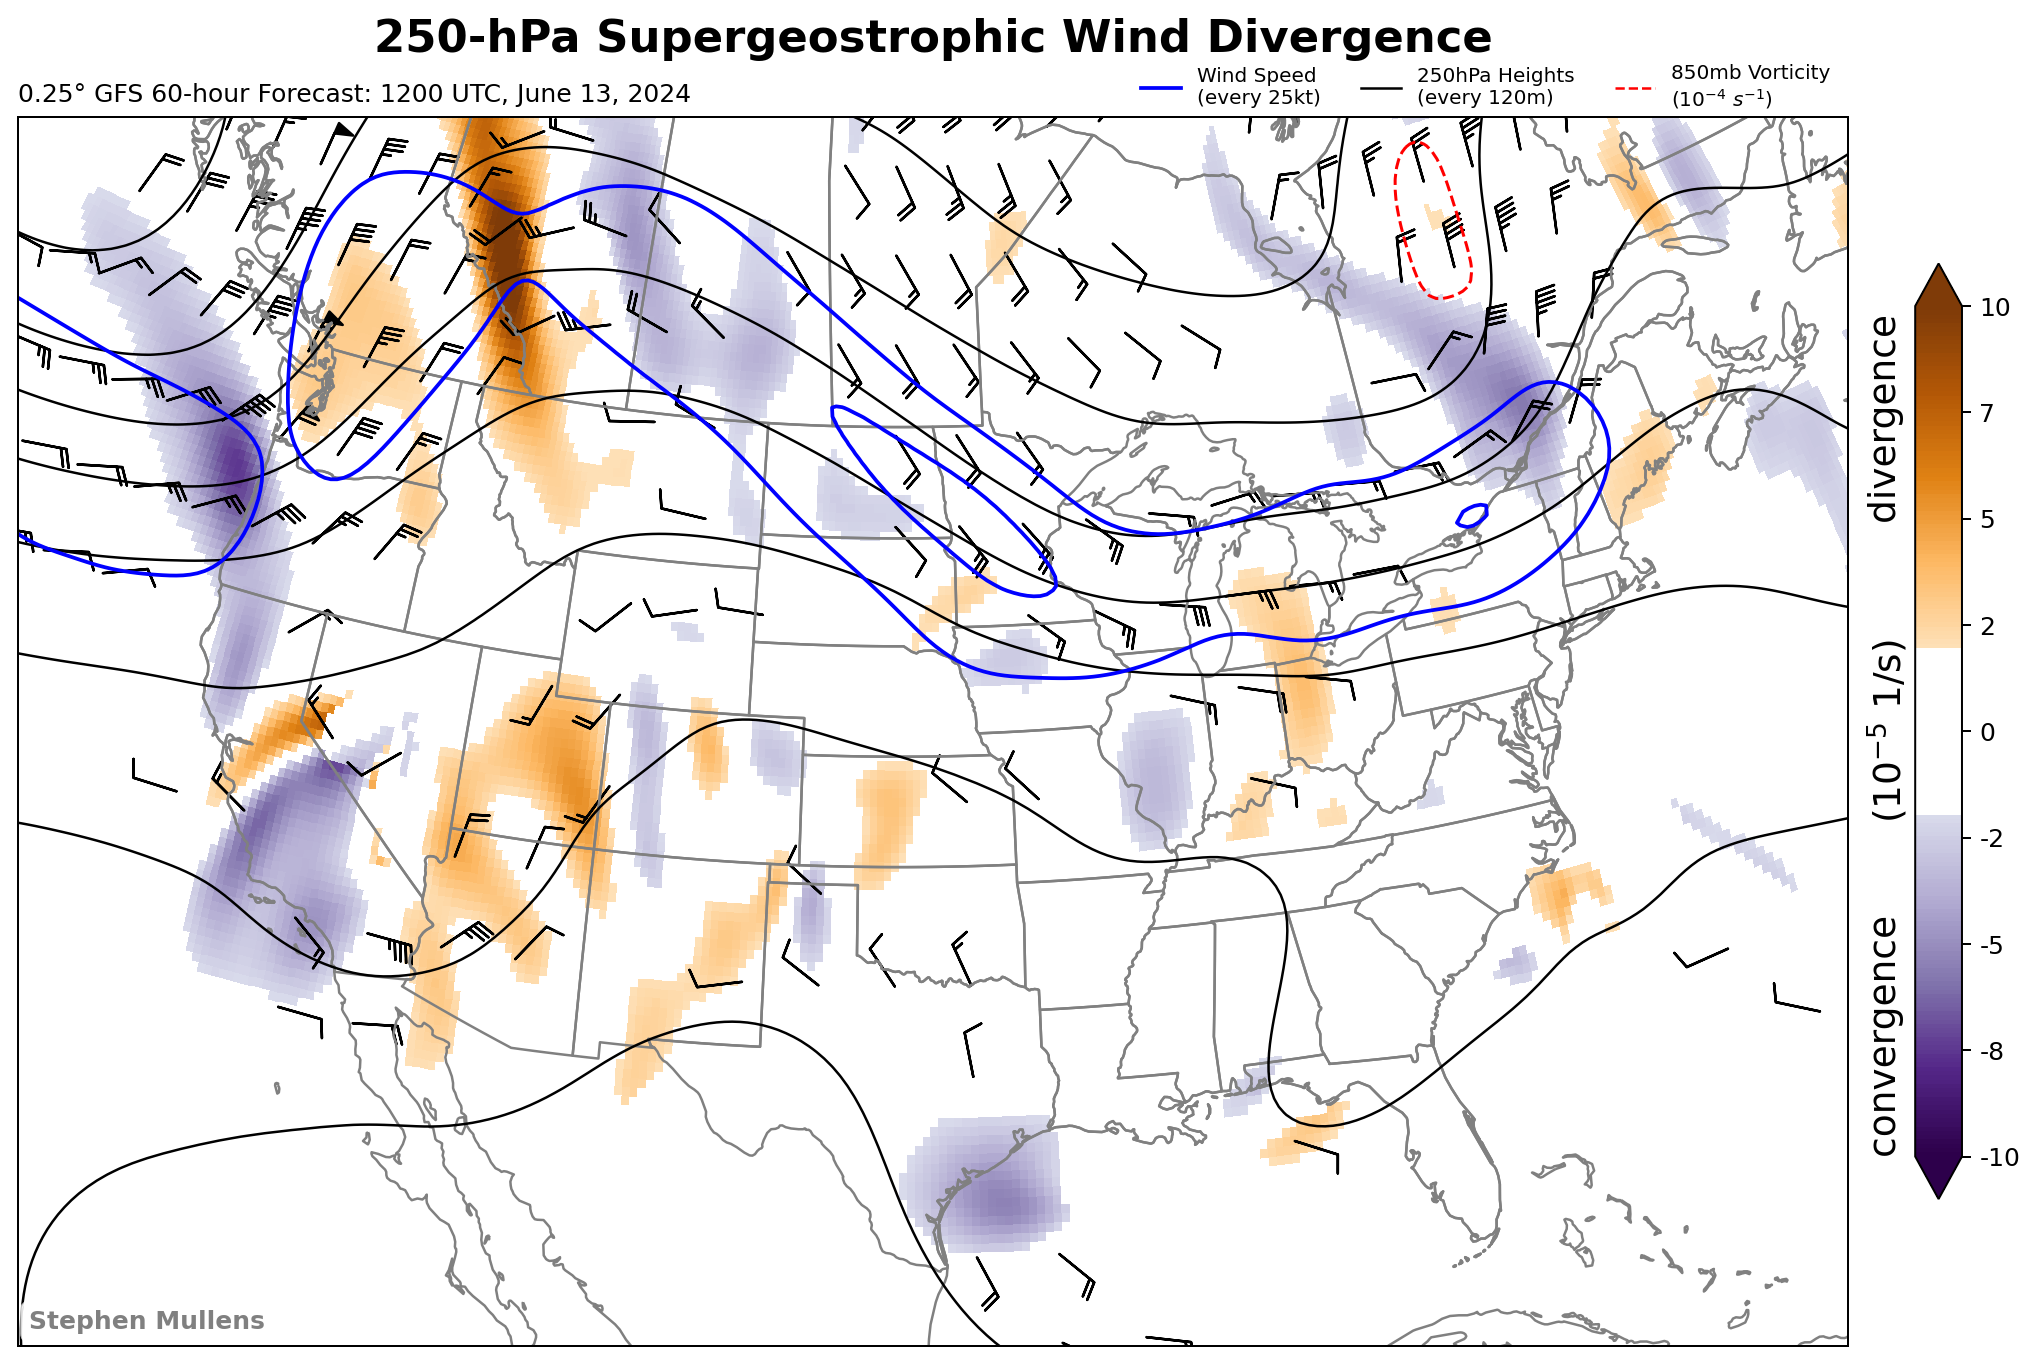 250-hPa Supergeostrophic Wind Divergence
0.25° GFS 60-hour Forecast: 1200 UTC, June 13, 2024
Wind Speed
(every 25kt)
250hPa Heights
(every 120m)
850mb Vorticity
(10⁻⁴ s⁻¹)
10
7
5
2
0
-2
-5
-8
-10
convergence (10⁻⁵ 1/s) divergence
Stephen Mullens